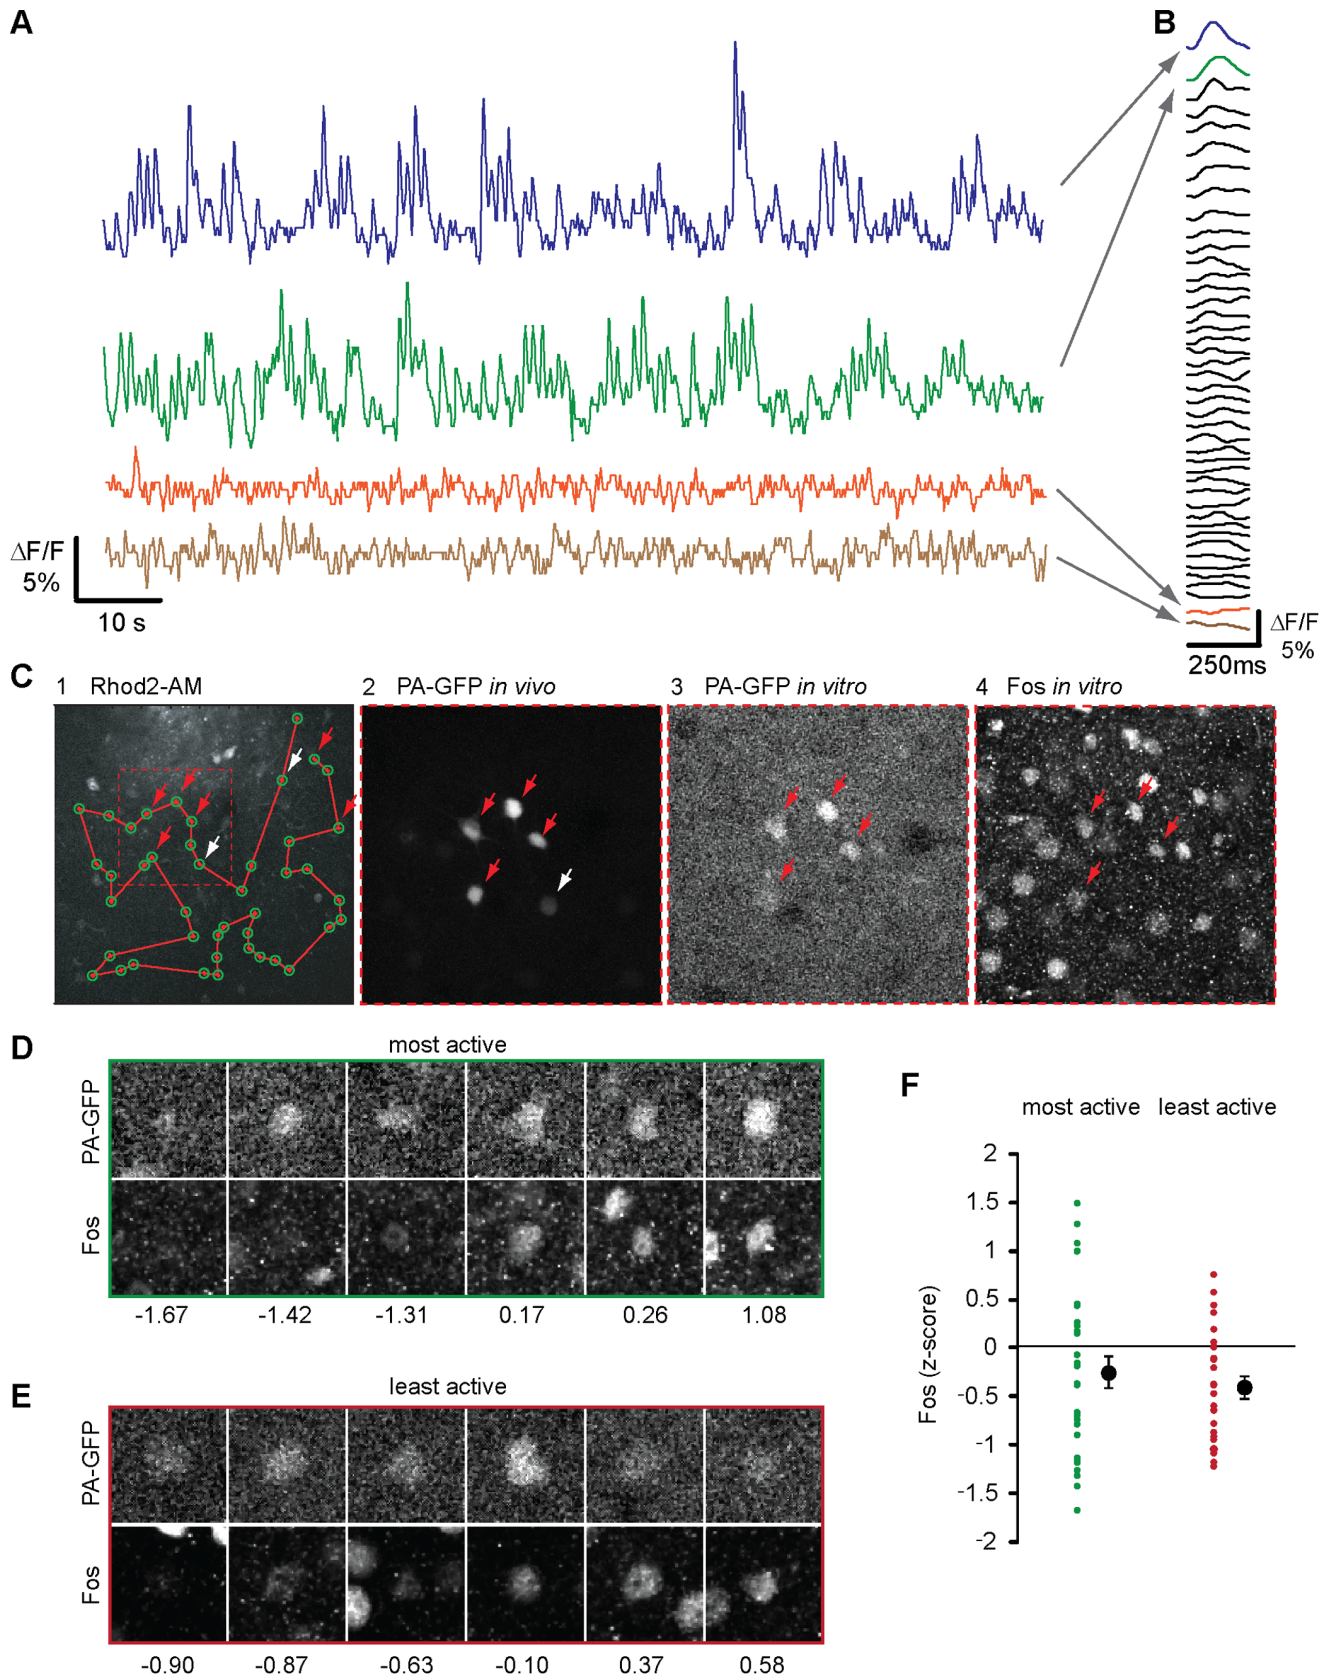 A
B
ΔF/F
5%
10 s
ΔF/F
5%
250ms
C
1 Rhod2-AM
2 PA-GFP in vivo
3 PA-GFP in vitro
4 Fos in vitro
D
most active
PA-GFP
Fos
-1.67 -1.42 -1.31 0.17 0.26 1.08
E
least active
PA-GFP
Fos
-0.90 -0.87 -0.63 -0.10 0.37 0.58
F
most active least active
Fos (z-score)
2
1.5
1
0.5
0
-0.5
-1
-1.5
-2